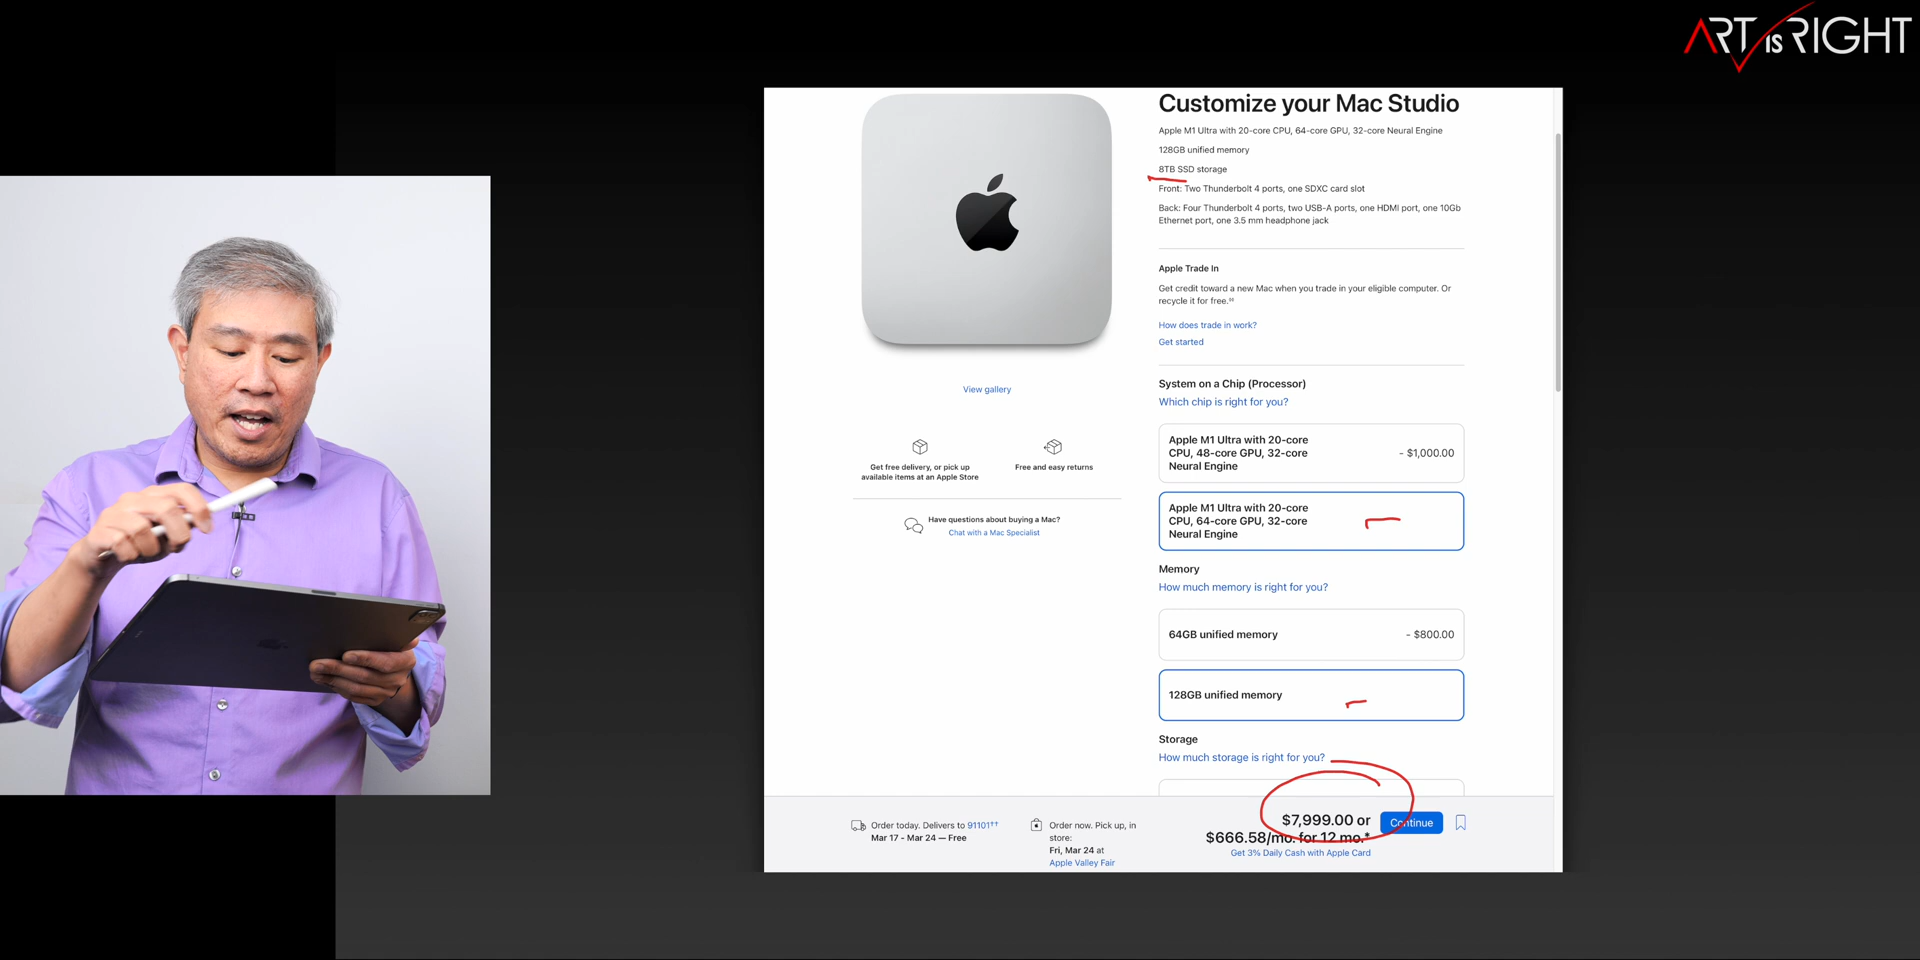 ART IS RIGHT
Customize your Mac Studio
Apple M1 Ultra with 20-core CPU, 64-core GPU, 32-core Neural Engine
128GB unified memory
8TB SSD storage
Front: Two Thunderbolt 4 ports, one SDXC card slot
Back: Four Thunderbolt 4 ports, two USB-A ports, one HDMI port, one 10Gb
Ethernet port, one 3.5 mm headphone jack
Apple Trade In
Get credit toward a new Mac when you trade in your eligible computer. Or
recycle it for free.
How does trade in work?
Get started
View gallery
Get free delivery, or pick up
available items at an Apple Store
Free and easy returns
Have questions about buying a Mac?
Chat with a Mac Specialist
System on a Chip (Processor)
Which chip is right for you?
Apple M1 Ultra with 20-core
CPU, 48-core GPU, 32-core
Neural Engine
- $1,000.00
Apple M1 Ultra with 20-core
CPU, 64-core GPU, 32-core
Neural Engine
Memory
How much memory is right for you?
64GB unified memory
- $800.00
128GB unified memory
Storage
How much storage is right for you?
Order today. Delivers to 91101††
Mar 17 - Mar 24 — Free
Order now. Pick up, in
store:
Fri, Mar 24 at
Apple Valley Fair
$7,999.00 or
$666.58/mo. for 12 mo.*
Get 3% Daily Cash with Apple Card
Continue